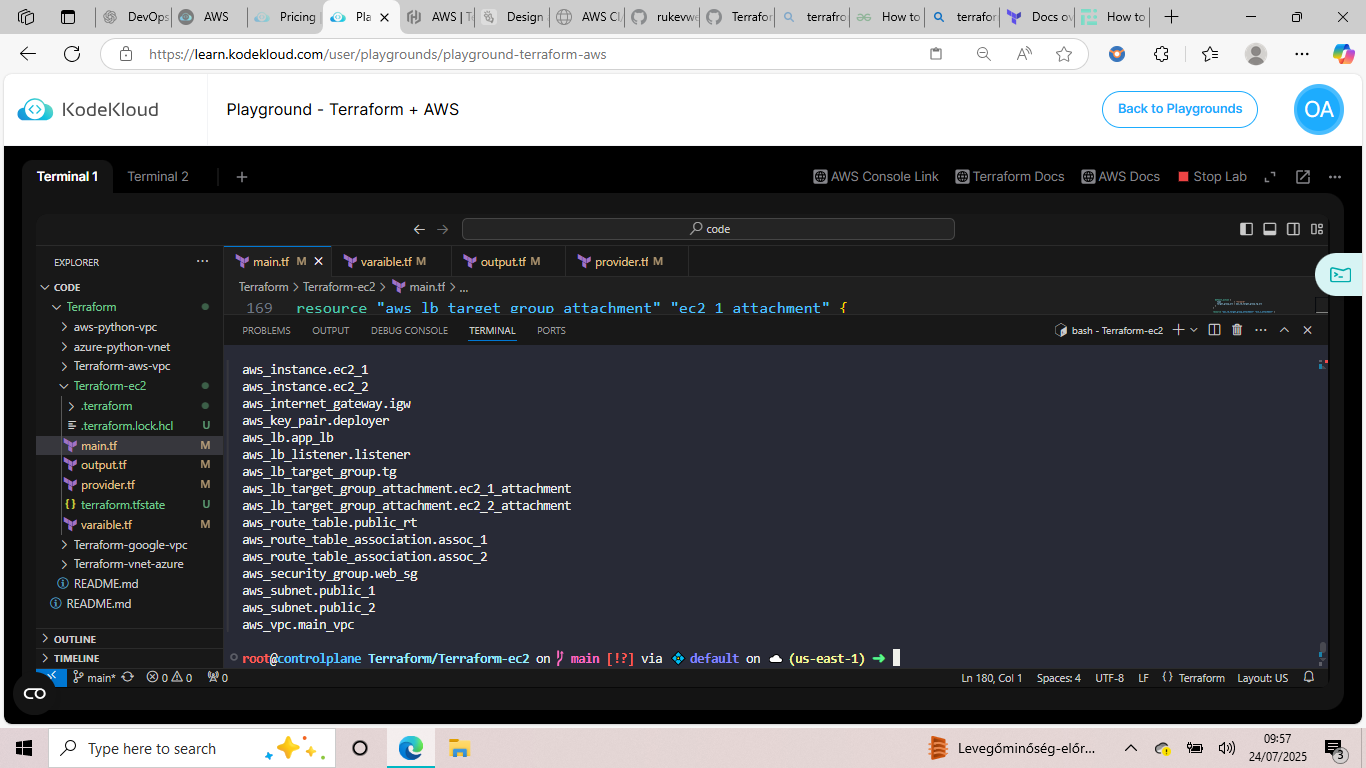 DevOps
AWS
Pricing
Pla
AWS | T
Design
AWS CL
rukevwe
Terrafor
terrafro
How to
terrafor
Docs ov
How to
https://learn.kodekloud.com/user/playgrounds/playground-terraform-aws
KodeKloud
Playground - Terraform + AWS
Back to Playgrounds
OA
Terminal 1
Terminal 2
AWS Console Link
Terraform Docs
AWS Docs
Stop Lab
code
EXPLORER
main.tf M
varaible.tf M
output.tf M
provider.tf M
CODE
Terraform > Terraform-ec2 > main.tf > ...
Terraform
169 resource "aws_lb_target_group_attachment" "ec2_1_attachment" {
aws-python-vpc
azure-python-vnet
Terraform-aws-vpc
Terraform-ec2
.terraform
.terraform.lock.hcl U
main.tf M
output.tf M
provider.tf M
terraform.tfstate U
varaible.tf M
Terraform-google-vpc
Terraform-vnet-azure
README.md
README.md
OUTLINE
TIMELINE
PROBLEMS
OUTPUT
DEBUG CONSOLE
TERMINAL
PORTS
bash - Terraform-ec2
aws_instance.ec2_1
aws_instance.ec2_2
aws_internet_gateway.igw
aws_key_pair.deployer
aws_lb.app_lb
aws_lb_listener.listener
aws_lb_target_group.tg
aws_lb_target_group_attachment.ec2_1_attachment
aws_lb_target_group_attachment.ec2_2_attachment
aws_route_table.public_rt
aws_route_table_association.assoc_1
aws_route_table_association.assoc_2
aws_security_group.web_sg
aws_subnet.public_1
aws_subnet.public_2
aws_vpc.main_vpc
root@controlplane Terraform/Terraform-ec2 on main [!?] via default on (us-east-1) ➜
main*
0
0
0
Ln 180, Col 1
Spaces: 4
UTF-8
LF
Terraform
Layout: US
Type here to search
Levegőminőség-előr...
09:57
24/07/2025
3